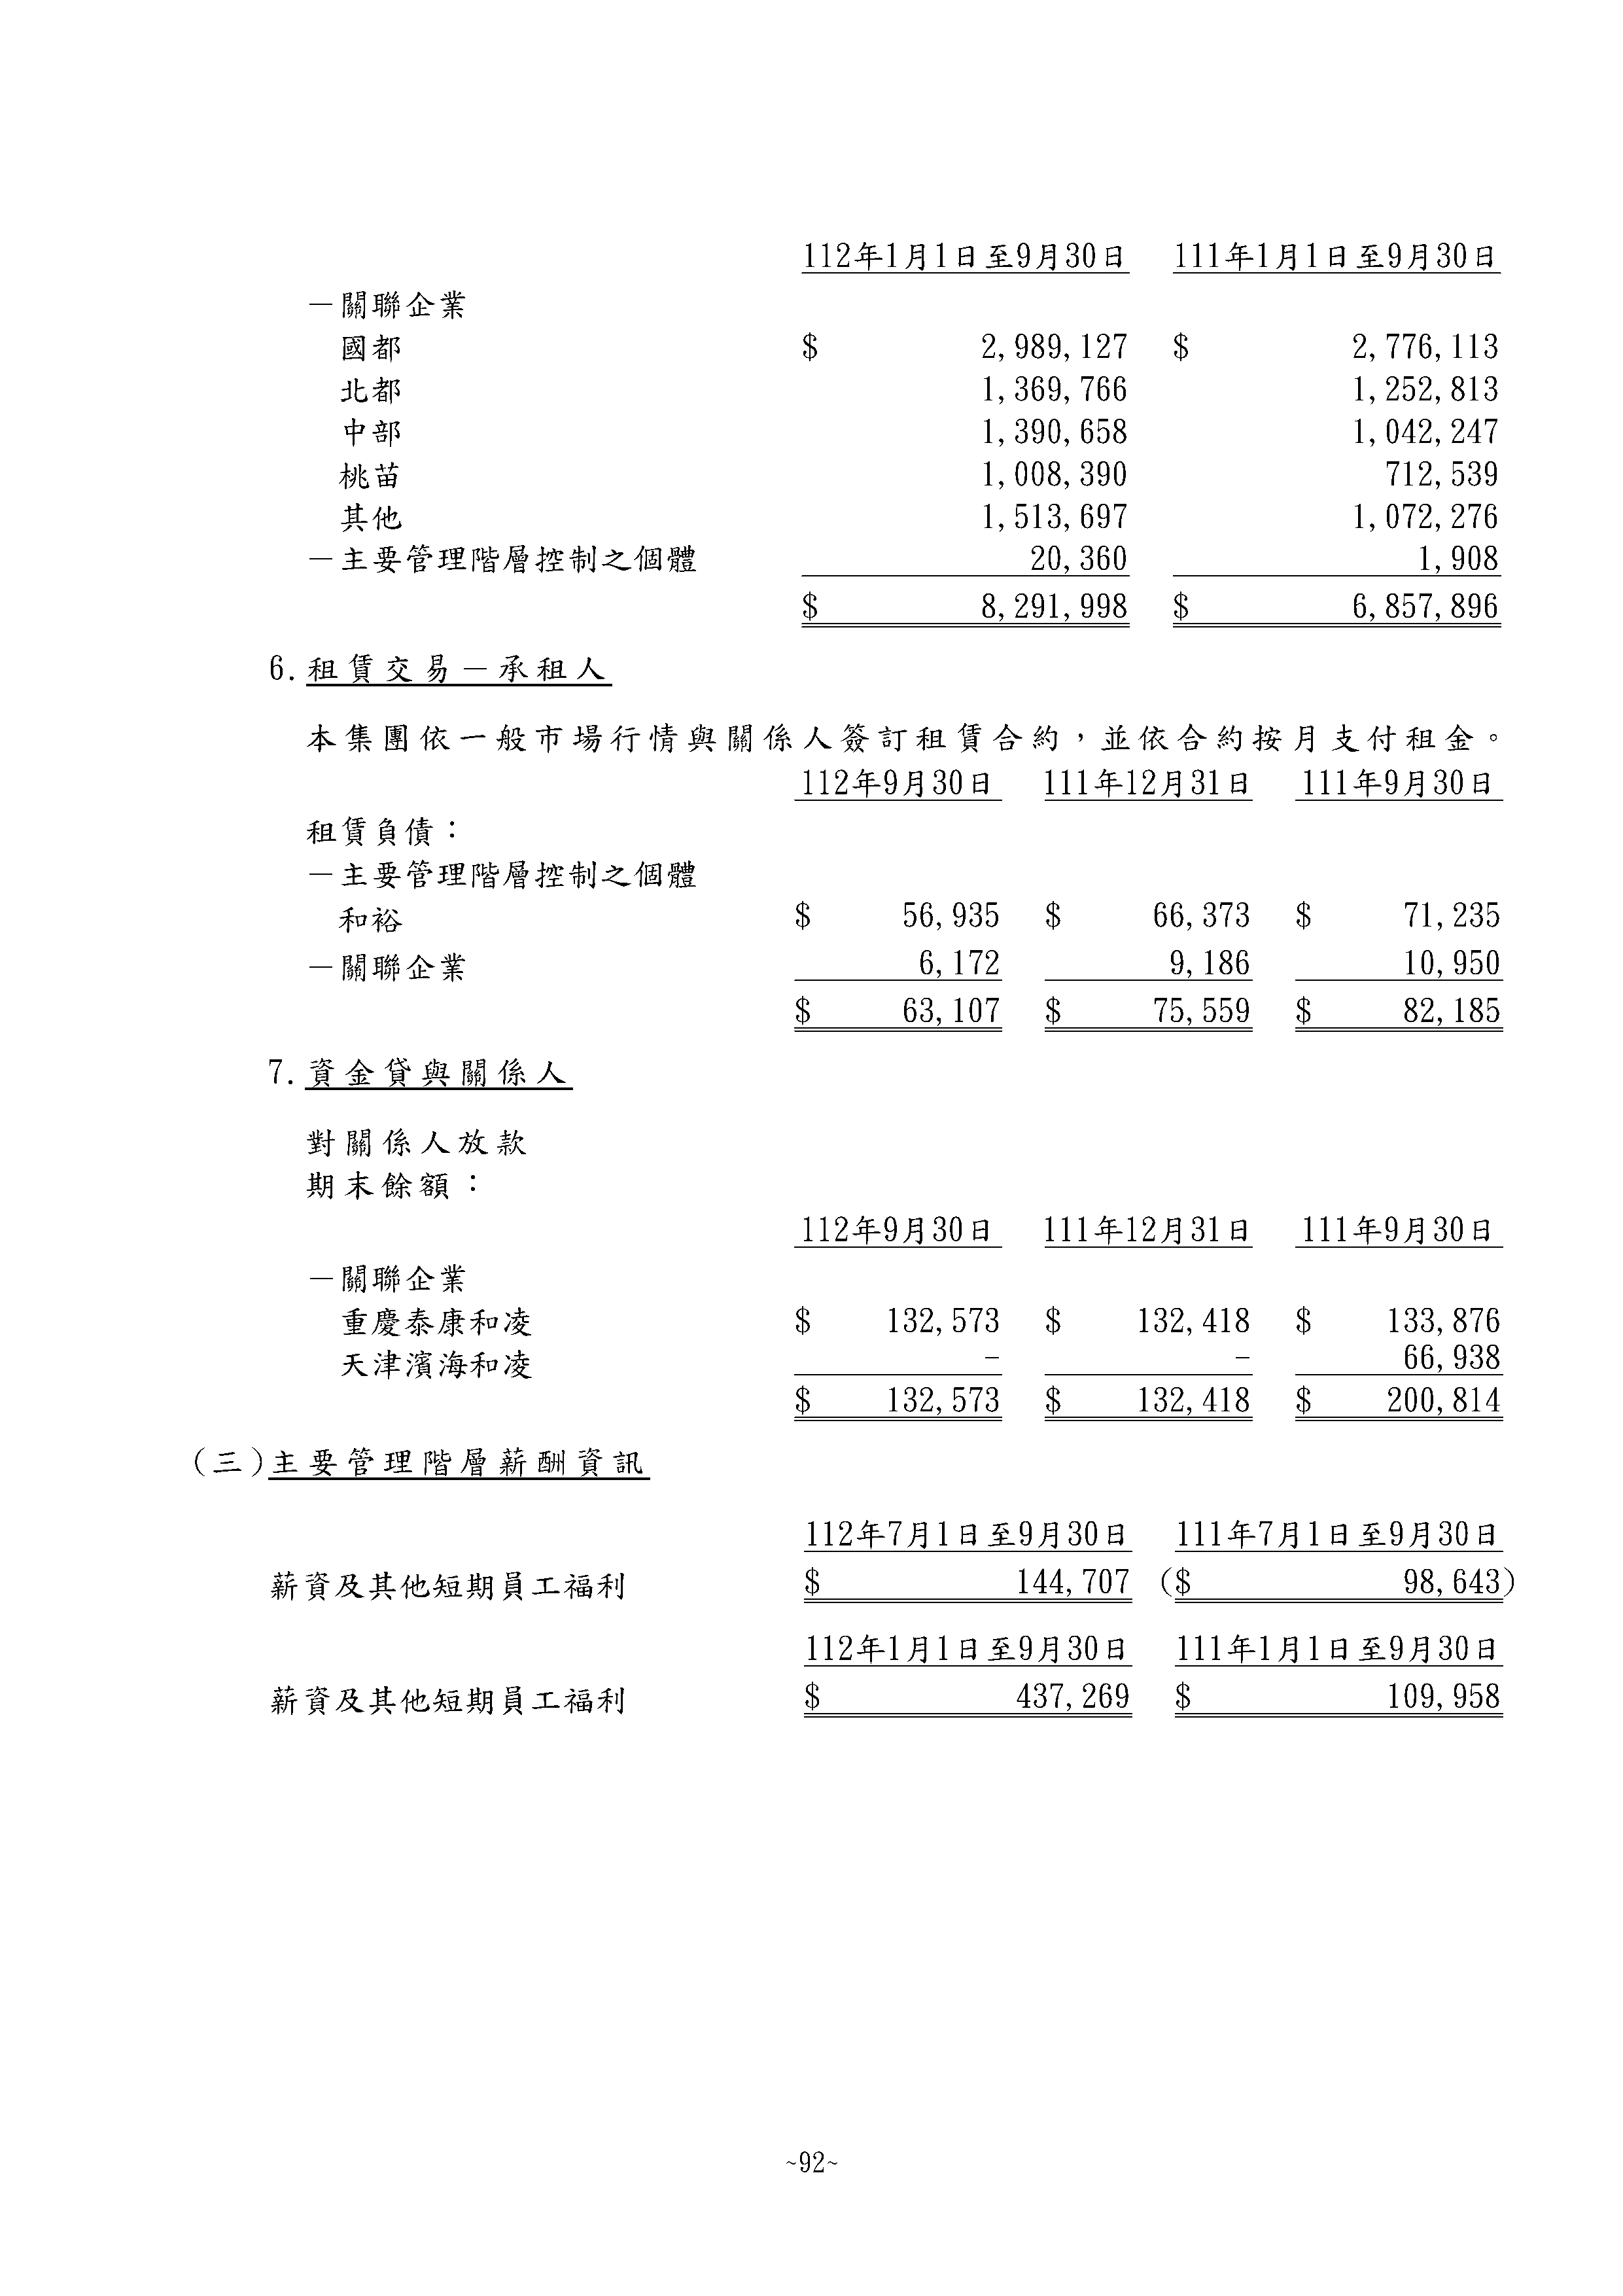 112年1月1日至9月30日 111年1月1日至9月30日
－關聯企業
國都 $ 2,989,127 $ 2,776,113
北都 1,369,766 1,252,813
中部 1,390,658 1,042,247
桃苗 1,008,390 712,539
其他 1,513,697 1,072,276
－主要管理階層控制之個體 20,360 1,908
$ 8,291,998 $ 6,857,896
6.租賃交易－承租人
本集團依一般市場行情與關係人簽訂租賃合約，並依合約按月支付租金。
112年9月30日 111年12月31日 111年9月30日
租賃負債：
－主要管理階層控制之個體
和裕 $ 56,935 $ 66,373 $ 71,235
－關聯企業 6,172 9,186 10,950
$ 63,107 $ 75,559 $ 82,185
7.資金貸與關係人
對關係人放款
期末餘額：
112年9月30日 111年12月31日 111年9月30日
－關聯企業
重慶泰康和凌 $ 132,573 $ 132,418 $ 133,876
天津濱海和凌 - - 66,938
$ 132,573 $ 132,418 $ 200,814
(三)主要管理階層薪酬資訊
112年7月1日至9月30日 111年7月1日至9月30日
薪資及其他短期員工福利 $ 144,707 ($ 98,643)
112年1月1日至9月30日 111年1月1日至9月30日
薪資及其他短期員工福利 $ 437,269 $ 109,958
~92~